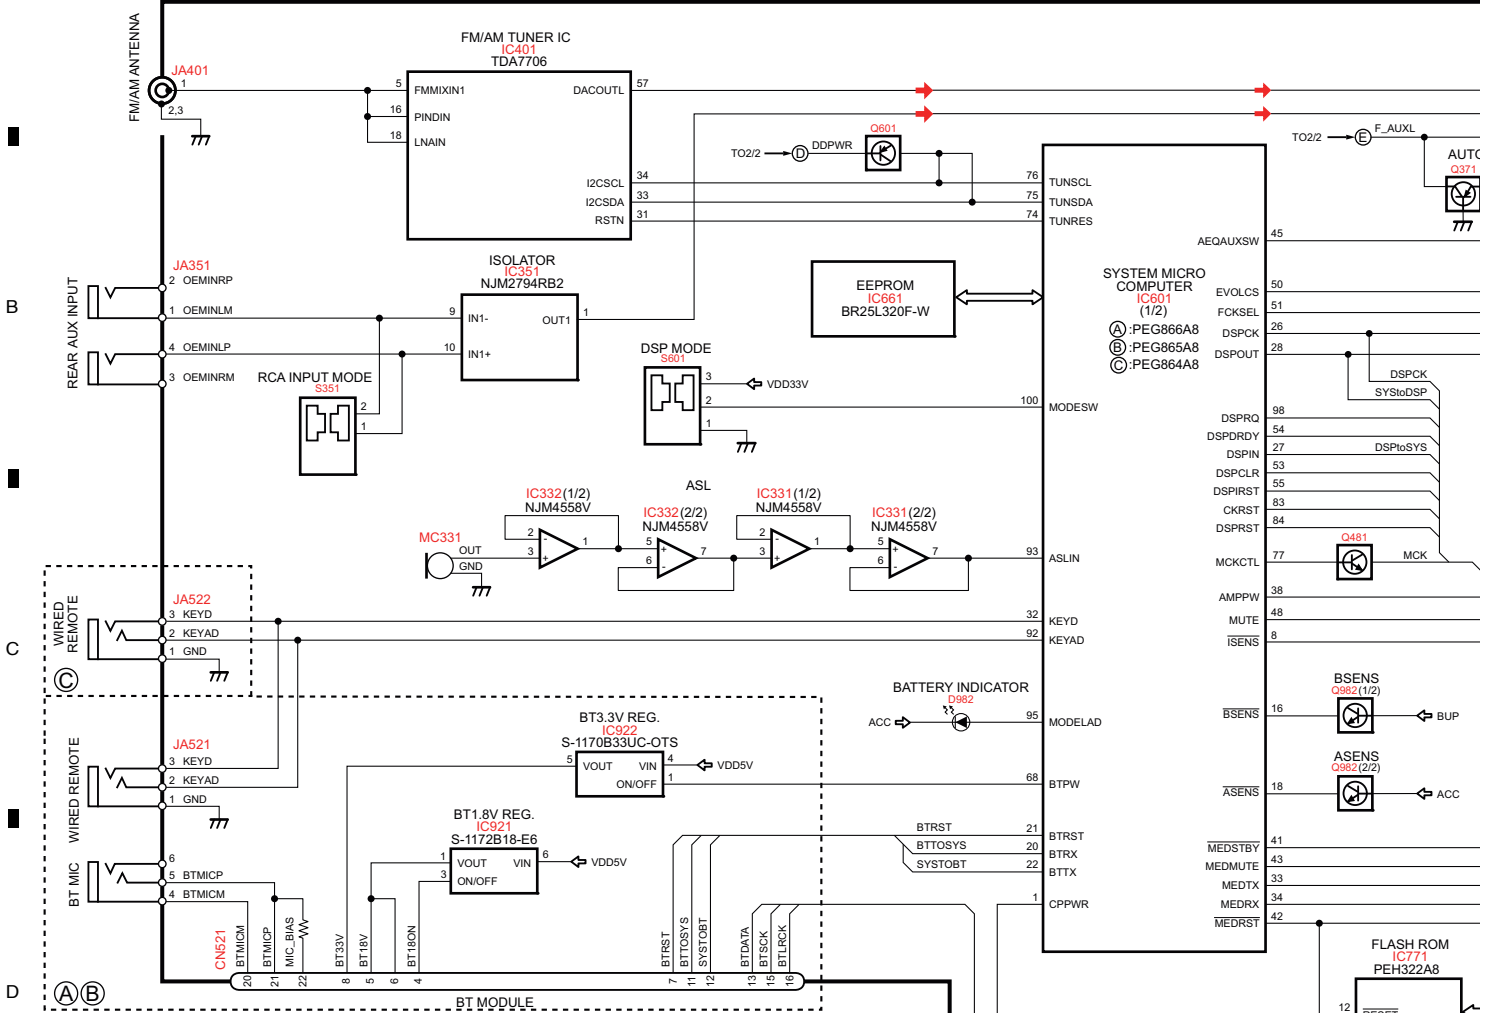 FM/AM ANTENNA
JA401
1
2,3
FM/AM TUNER IC
IC401
TDA7706
5 FMMIXIN1
16 PINDIN
18 LNAIN
DACOUTL 57
I2CSCL 34
I2CSDA 33
RSTN 31
TO2/2 D DDPWR
Q601
TO2/2 E F_AUXL
Q371
B
REAR AUX INPUT
JA351
2 OEMINRP
1 OEMINLM
4 OEMINLP
3 OEMINRM
RCA INPUT MODE
S351
2
1
ISOLATOR
IC351
NJM2794RB2
9 IN1-
10 IN1+
OUT1 1
DSP MODE
S601
3 VDD33V
2
1
EEPROM
IC661
BR25L320F-W
SYSTEM MICRO
COMPUTER
IC601
(1/2)
A :PEG866A8
B :PEG865A8
C :PEG864A8
76 TUNSCL
75 TUNSDA
74 TUNRES
100 MODESW
93 ASLIN
32 KEYD
92 KEYAD
95 MODELAD
68 BTPW
21 BTRST
20 BTRX
22 BTTX
1 CPPWR
AEQAUXSW 45
EVOLCS 50
FCKSEL 51
DSPCK 26
DSPOUT 28
DSPRQ 98
DSPDRDY 54
DSPIN 27
DSPCLR 53
DSPIRST 55
CKRST 83
DSPRST 84
MCKCTL 77
AMPPW 38
MUTE 48
ISENS 8
BSENS 16
ASENS 18
MEDSTBY 41
MEDMUTE 43
MEDTX 33
MEDRX 34
MEDRST 42
DSPCK
SYStoDSP
DSPtoSYS
Q481
MCK
BSENS
Q982(1/2)
BUP
ASENS
Q982(2/2)
ACC
ASL
MC331
OUT
GND
IC332(1/2)
NJM4558V
2
-
3
+
1
IC332(2/2)
NJM4558V
5
+
6
-
7
IC331(1/2)
NJM4558V
2
-
3
+
1
IC331(2/2)
NJM4558V
5
+
6
-
7
C
WIRED
REMOTE
C
JA522
3 KEYD
2 KEYAD
1 GND
BATTERY INDICATOR
D982
ACC
WIRED REMOTE
JA521
3 KEYD
2 KEYAD
1 GND
BT3.3V REG.
IC922
S-1170B33UC-OTS
5 VOUT
VIN 4 VDD5V
ON/OFF 1
BT1.8V REG.
IC921
S-1172B18-E6
1 VOUT
VIN 6 VDD5V
3 ON/OFF
BTRST
BTTOSYS
SYSTOBT
BT MIC
6
5 BTMICP
4 BTMICM
CN521
BTMICM
BTMICP
MIC_BIAS
BT33V
BT18V
BT18ON
BTRST
BTTOSYS
SYSTOBT
BTDATA
BTSCK
BTLRCK
20
21
22
8
5
6
4
7
11
12
13
15
16
BT MODULE
D
A B
FLASH ROM
IC771
PEH322A8
12